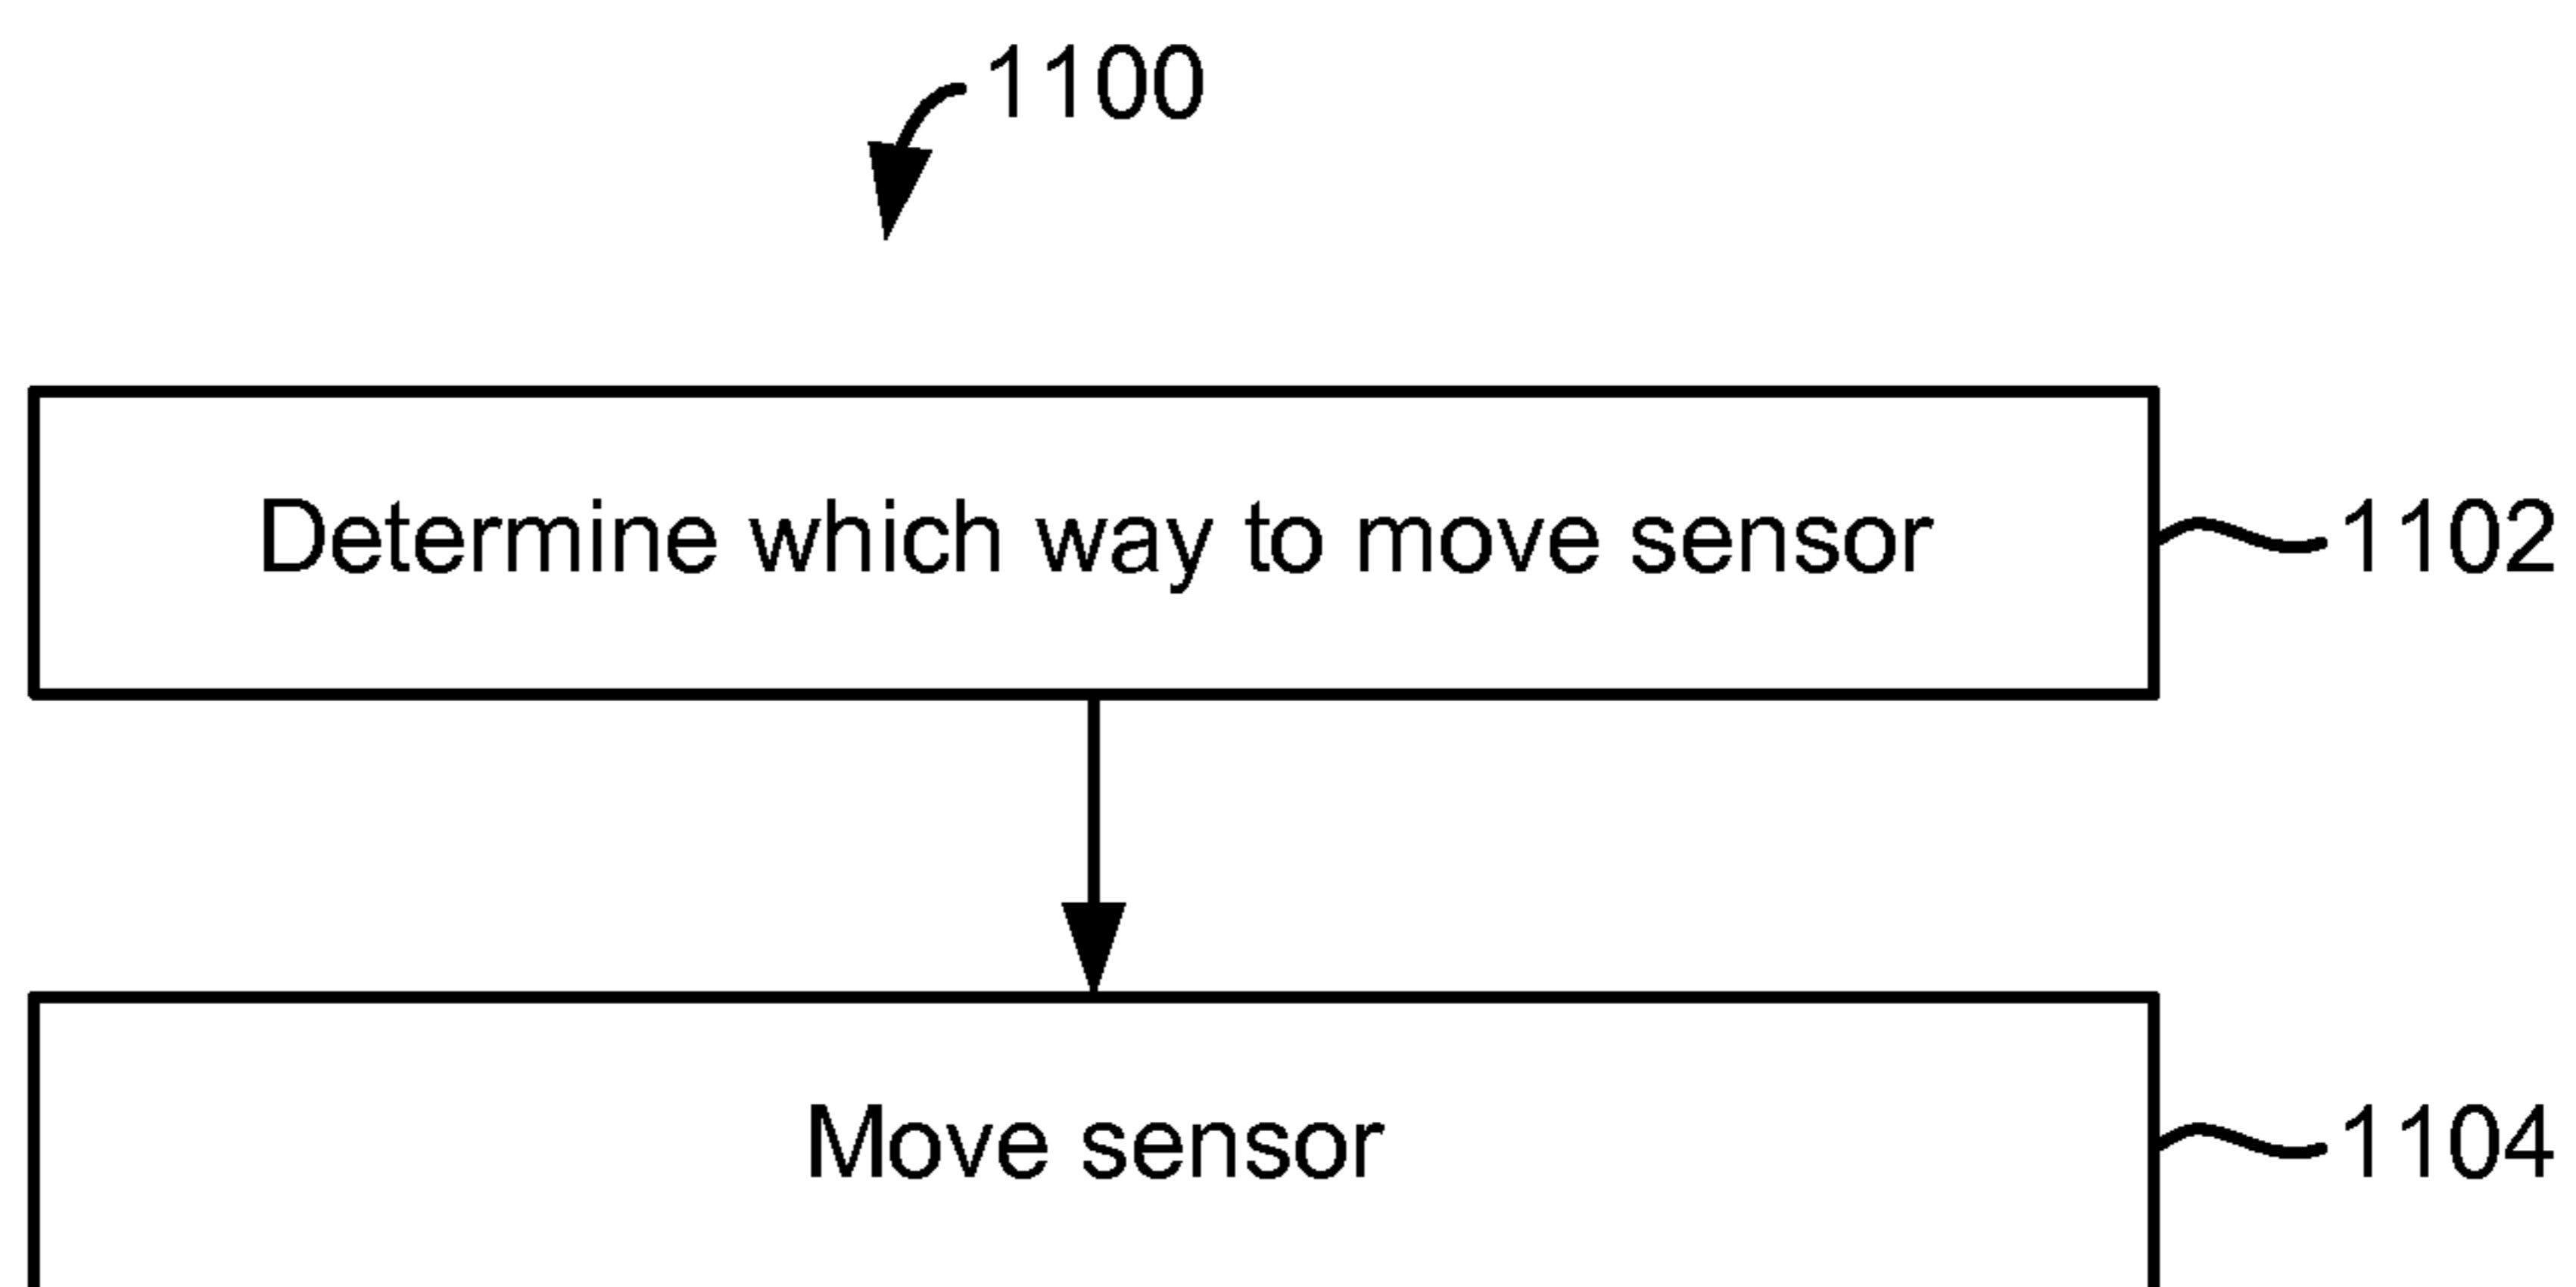 1100
Determine which way to move sensor
1102
Move sensor
1104